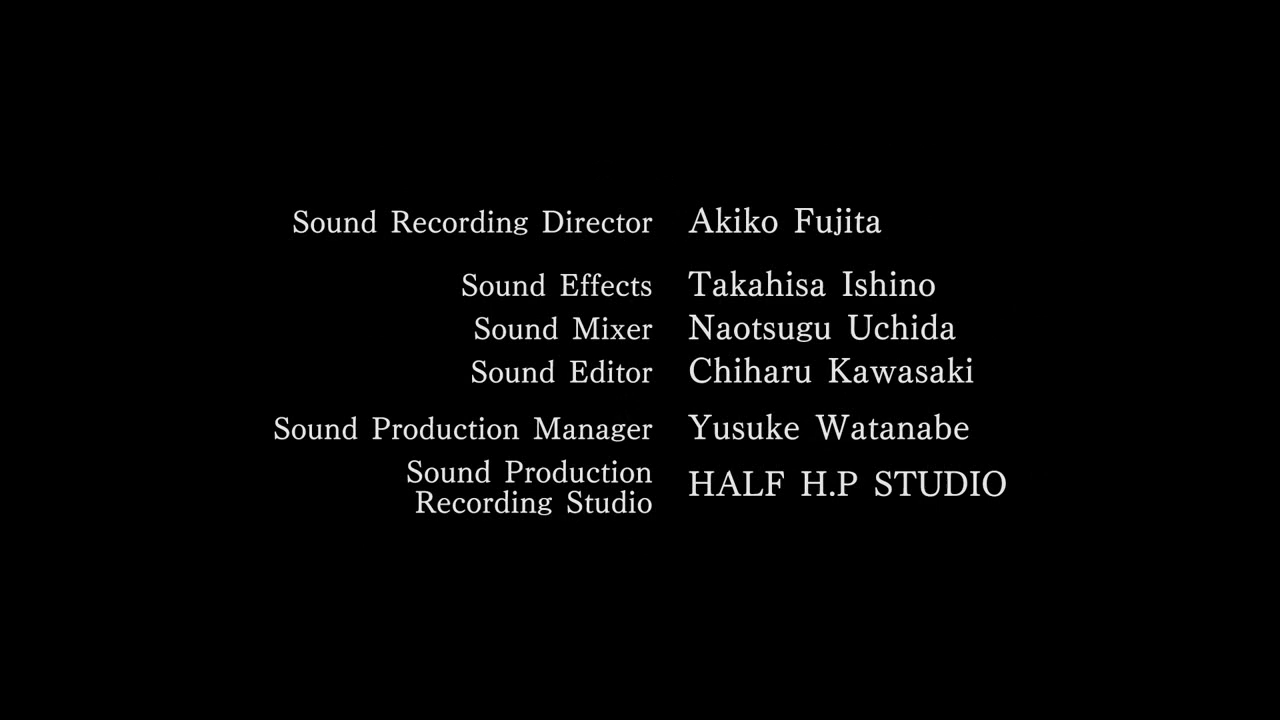 Sound Recording Director Akiko Fujita
Sound Effects Takahisa Ishino
Sound Mixer Naotsugu Uchida
Sound Editor Chiharu Kawasaki
Sound Production Manager Yusuke Watanabe
Sound Production
Recording Studio HALF H.P STUDIO